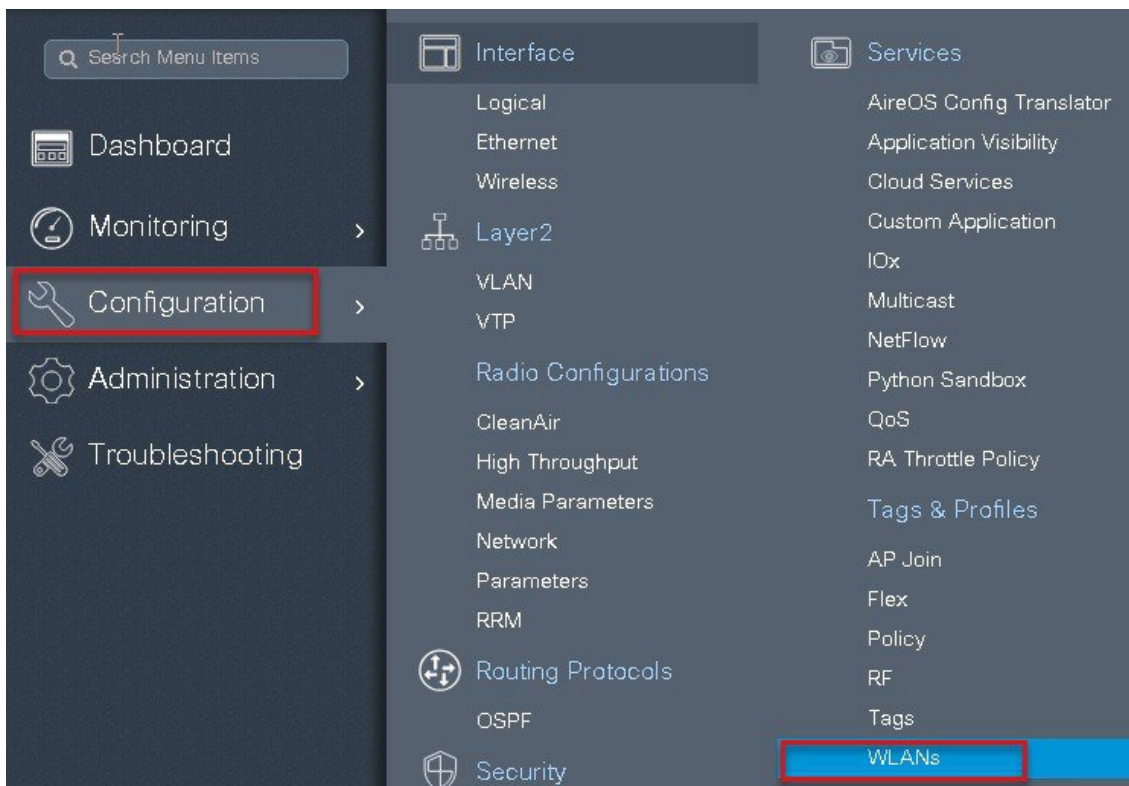 Search Menu Items
Dashboard
Monitoring
Configuration
Administration
Troubleshooting
Interface
Logical
Ethernet
Wireless
Layer2
VLAN
VTP
Radio Configurations
CleanAir
High Throughput
Media Parameters
Network
Parameters
RRM
Routing Protocols
OSPF
Security
Services
AireOS Config Translator
Application Visibility
Cloud Services
Custom Application
IOx
Multicast
NetFlow
Python Sandbox
QoS
RA Throttle Policy
Tags & Profiles
AP Join
Flex
Policy
RF
Tags
WLANs